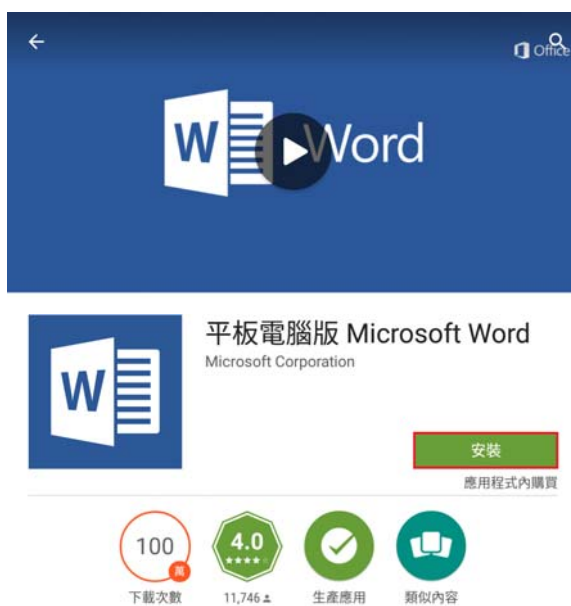 Office
W Word
平板電腦版 Microsoft Word
Microsoft Corporation
W
安裝
應用程式內購買
100
萬
4.0
下載次數
11,746
生產應用
類似內容